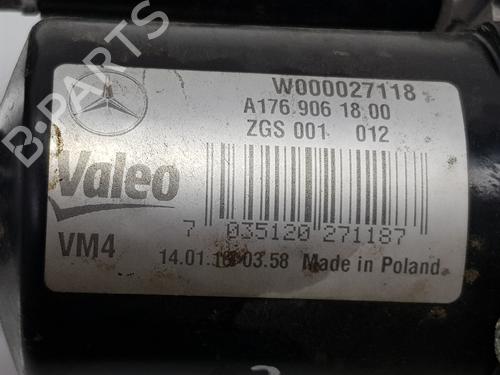 B-PARTS
W000027118
A176 906 18 00
ZGS 001 012
Valeo
7 035120 271187
VM4
Made in Poland